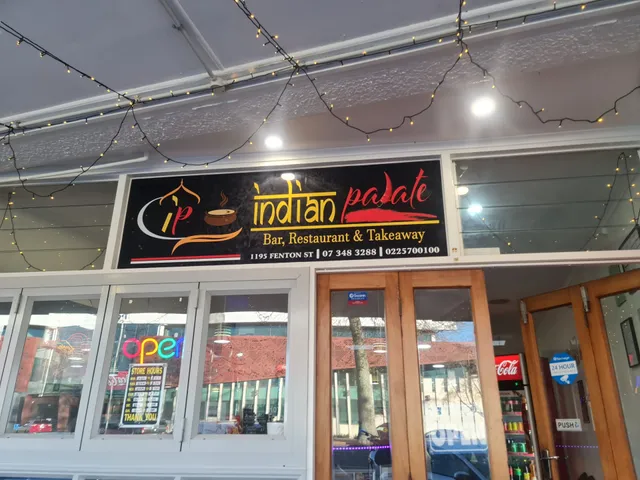 ip
indian palate
Bar, Restaurant & Takeaway
1195 FENTON ST | 07 348 3288 | 0225700100
open
STORE HOURS
THANK YOU
Coca-Cola
24 HOUR
PUSH
OPEN